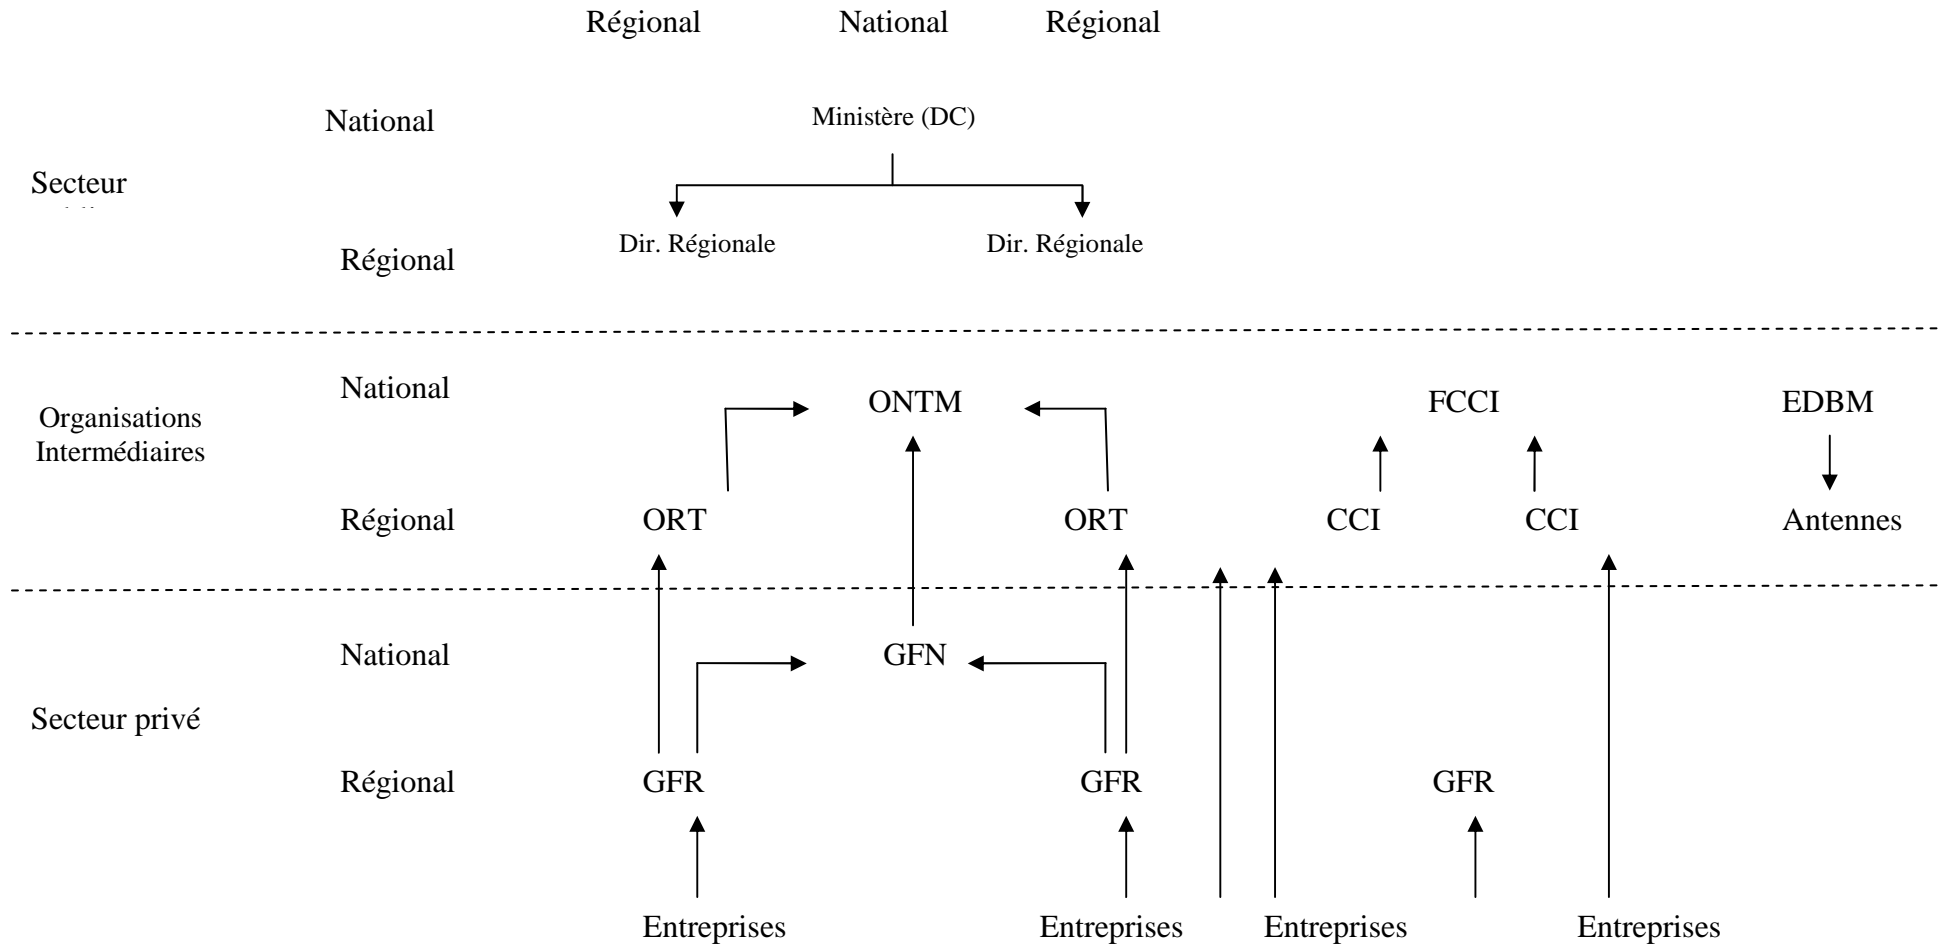 Régional National Régional
National Ministère (DC)
Secteur
Régional Dir. Régionale Dir. Régionale
National ONTM FCCI EDBM
Organisations
Intermédiaires
Régional ORT ORT CCI CCI Antennes
National GFN
Secteur privé
Régional GFR GFR GFR
Entreprises Entreprises Entreprises Entreprises